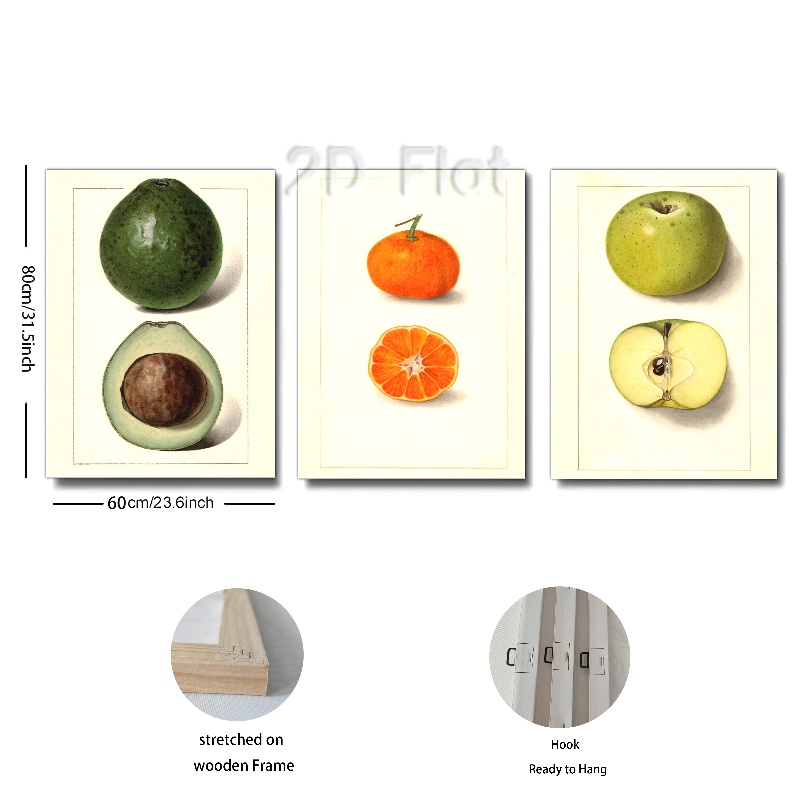 2D Flat
80cm/31.5inch
60cm/23.6inch
stretched on
wooden Frame
Hook
Ready to Hang